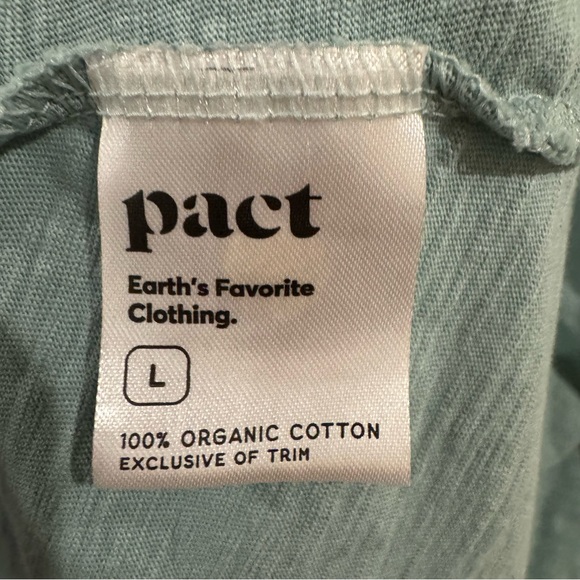 pact
Earth's Favorite
Clothing.
L
100% ORGANIC COTTON
EXCLUSIVE OF TRIM